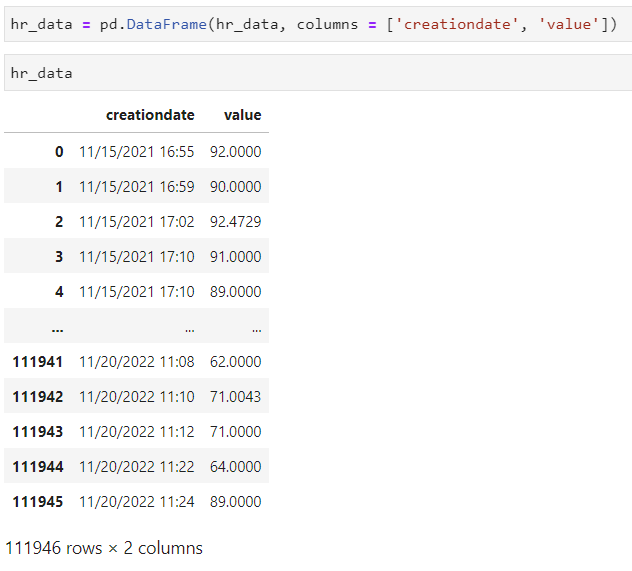 hr_data = pd.DataFrame(hr_data, columns = ['creationdate', 'value'])
hr_data
creationdate value
0 11/15/2021 16:55 92.0000
1 11/15/2021 16:59 90.0000
2 11/15/2021 17:02 92.4729
3 11/15/2021 17:10 91.0000
4 11/15/2021 17:10 89.0000
... ... ...
111941 11/20/2022 11:08 62.0000
111942 11/20/2022 11:10 71.0043
111943 11/20/2022 11:12 71.0000
111944 11/20/2022 11:22 64.0000
111945 11/20/2022 11:24 89.0000
111946 rows × 2 columns